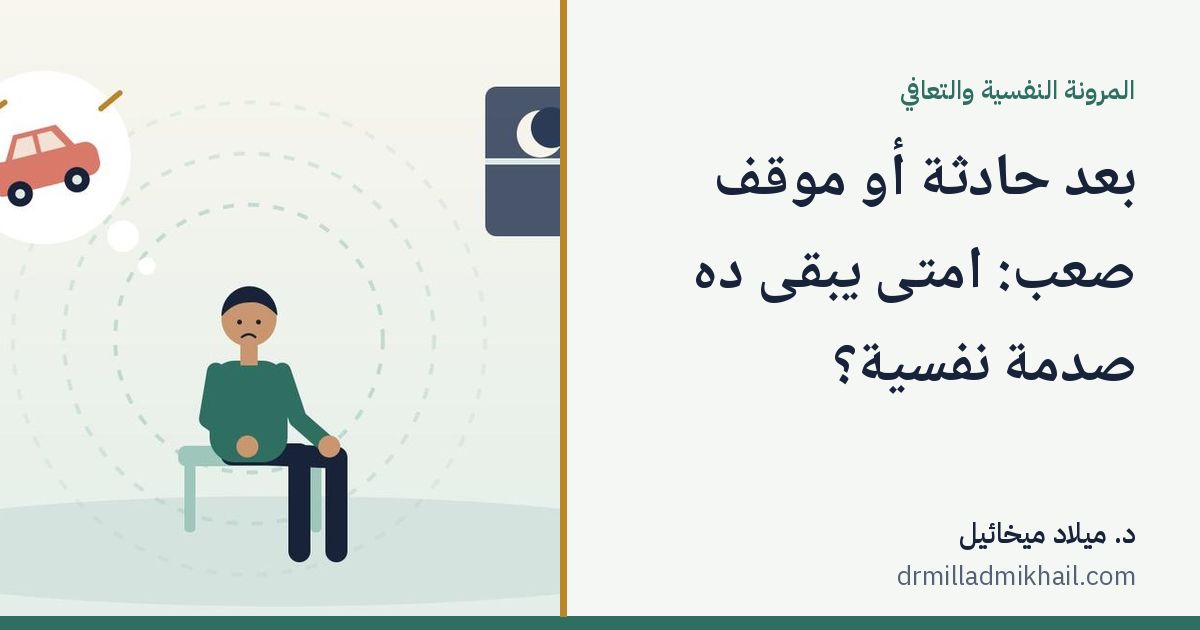 المرونة النفسية والتعافي
بعد حادثة أو موقف
صعب: امتى يبقى ده
صدمة نفسية؟
د. ميلاد ميخائيل
drmilladmikhail.com